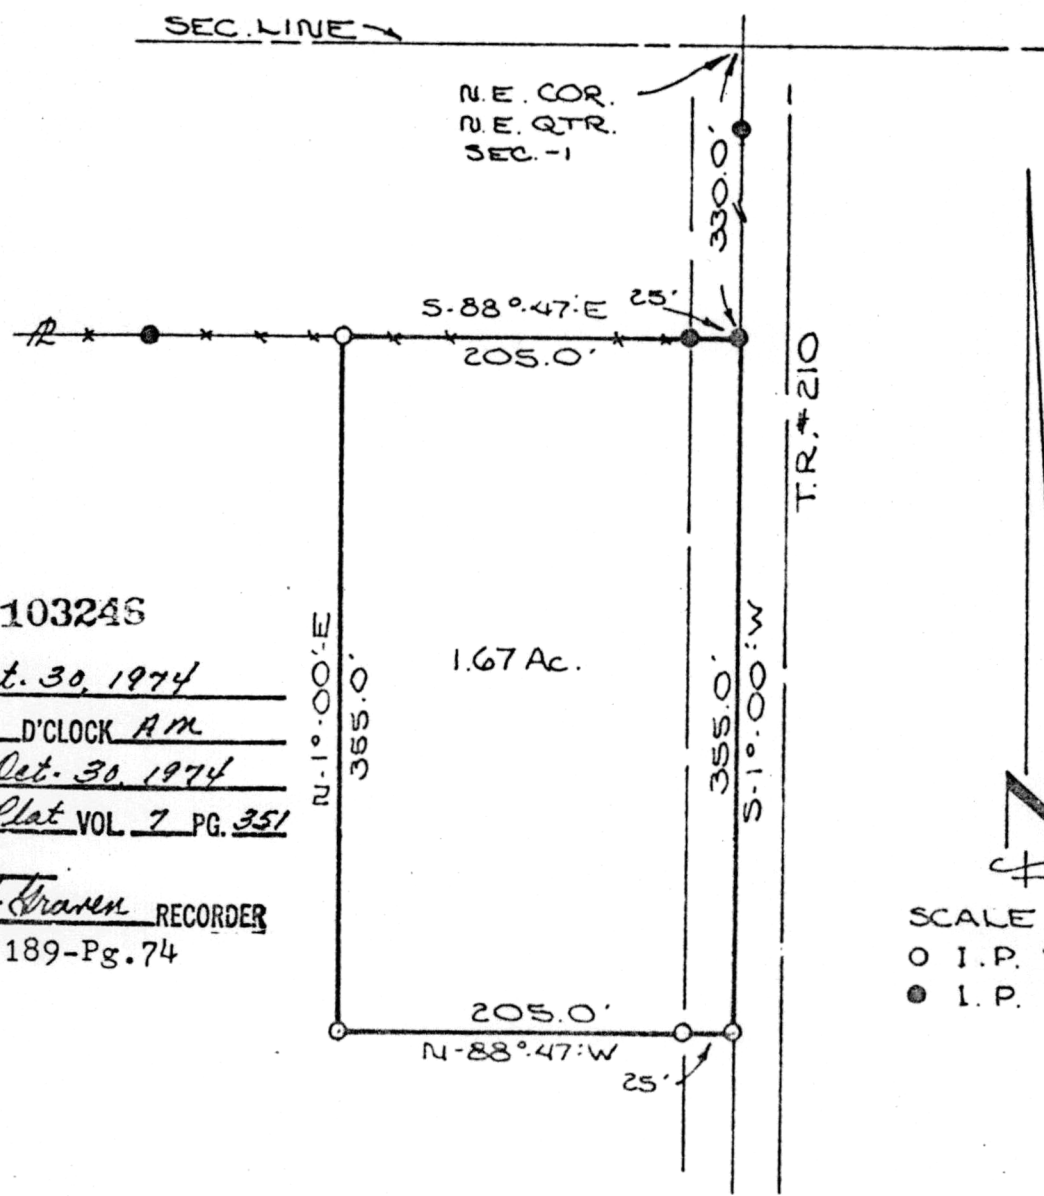 SEC. LINE
N.E. COR.
N.E. QTR.
SEC.-1
330.0'
S-88°-47'-E
25'
205.0'
T.R. #210
N-1°-00'-E
355.0'
1.67 Ac.
355.0'
S-1°-00'-W
103248
t. 30, 1974
O'CLOCK AM
Oct. 30, 1974
Plat VOL 7 PG. 351
Graven RECORDER
189-Pg.74
205.0'
N-88°-47'-W
25'
N
SCALE
I.P.
I.P.